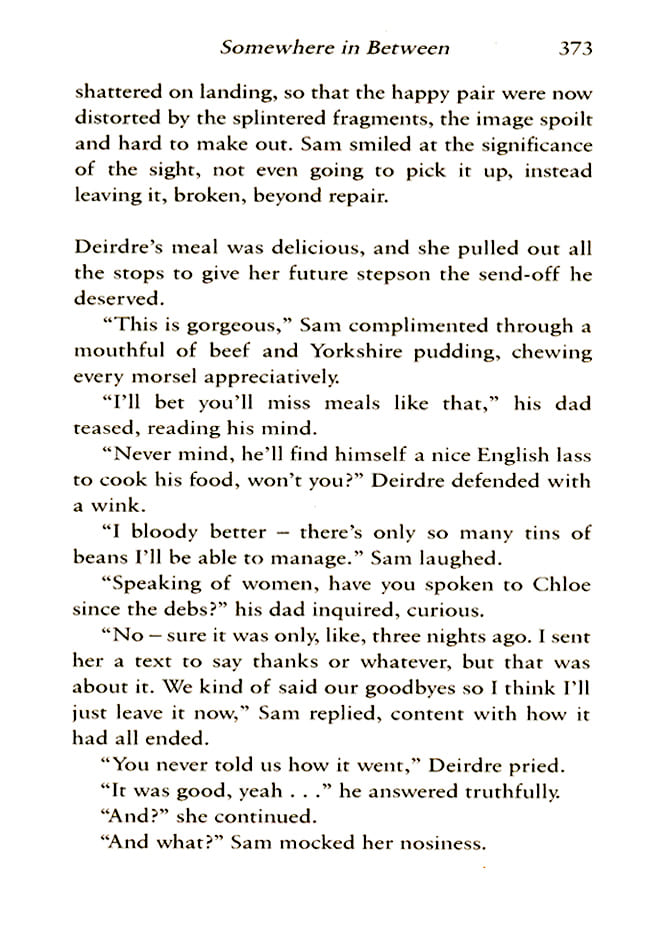 Somewhere in Between 373
shattered on landing, so that the happy pair were now
distorted by the splintered fragments, the image spoilt
and hard to make out. Sam smiled at the significance
of the sight, not even going to pick it up, instead
leaving it, broken, beyond repair.
Deirdre’s meal was delicious, and she pulled out all
the stops to give her future stepson the send-off he
deserved.
“This is gorgeous,” Sam complimented through a
mouthful of beef and Yorkshire pudding, chewing
every morsel appreciatively.
“I’ll bet you’ll miss meals like that,” his dad
teased, reading his mind.
“Never mind, he’ll find himself a nice English lass
to cook his food, won’t you?” Deirdre defended with
a wink.
“I bloody better – there’s only so many tins of
beans I’ll be able to manage.” Sam laughed.
“Speaking of women, have you spoken to Chloe
since the debs?” his dad inquired, curious.
“No – sure it was only, like, three nights ago. I sent
her a text to say thanks or whatever, but that was
about it. We kind of said our goodbyes so I think I’ll
just leave it now,” Sam replied, content with how it
had all ended.
“You never told us how it went,” Deirdre pried.
“It was good, yeah . . .” he answered truthfully.
“And?” she continued.
“And what?” Sam mocked her nosiness.